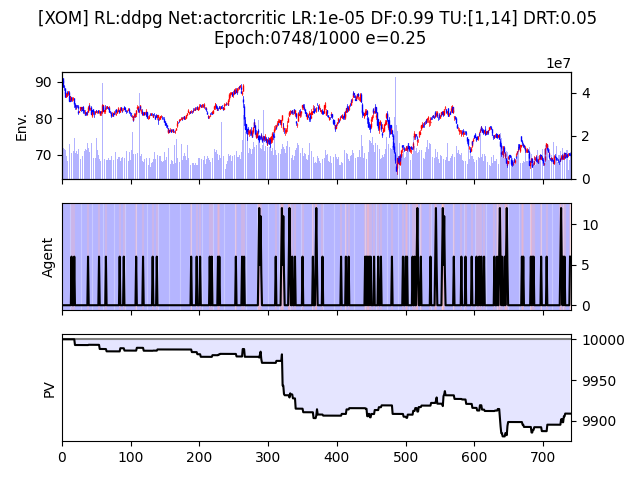 [XOM] RL:ddpg Net:actorcritic LR:1e-05 DF:0.99 TU:[1,14] DRT:0.05
Epoch:0748/1000 e=0.25
1e7
90
80
70
Env.
4
2
0
Agent
10
5
0
PV
10000
9950
9900
0 100 200 300 400 500 600 700